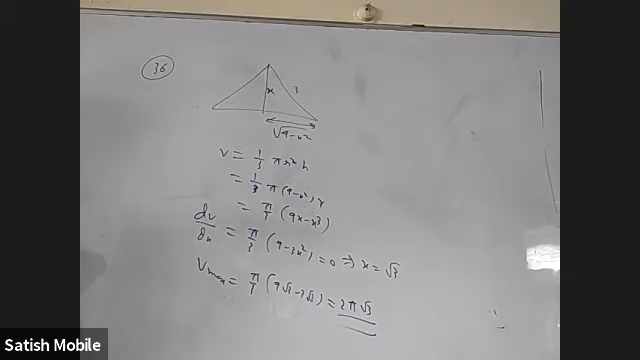 36
x
3
√9-x²
V = 1/3 πr²h
= 1/3 π(9-x²)x
= π/3 (9x-x³)
dv/dx = π/3 (9-3x²) = 0 ⇒ x = √3
Vmax = π/3 (9√3-3√3) = 2π√3
Satish Mobile